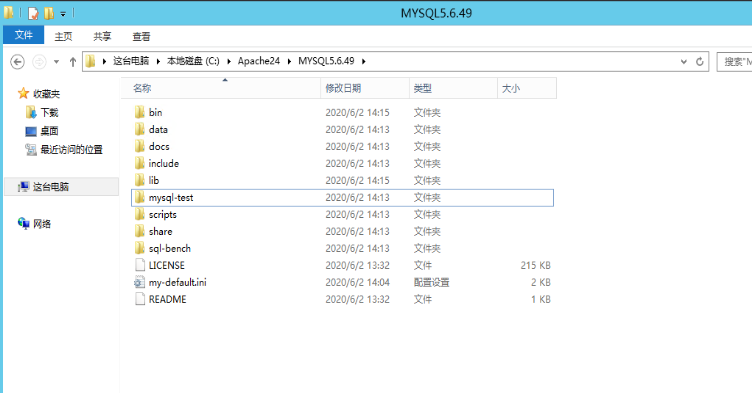 MYSQL5.6.49
文件 主页 共享 查看
这台电脑 本地磁盘 (C:) Apache24 MYSQL5.6.49 搜索"M
名称 修改日期 类型 大小
收藏夹
下载
桌面
最近访问的位置
这台电脑
网络
bin 2020/6/2 14:15 文件夹
data 2020/6/2 14:13 文件夹
docs 2020/6/2 14:13 文件夹
include 2020/6/2 14:13 文件夹
lib 2020/6/2 14:15 文件夹
mysql-test 2020/6/2 14:13 文件夹
scripts 2020/6/2 14:13 文件夹
share 2020/6/2 14:13 文件夹
sql-bench 2020/6/2 14:13 文件夹
LICENSE 2020/6/2 13:32 文件 215 KB
my-default.ini 2020/6/2 14:04 配置设置 2 KB
README 2020/6/2 13:32 文件 1 KB